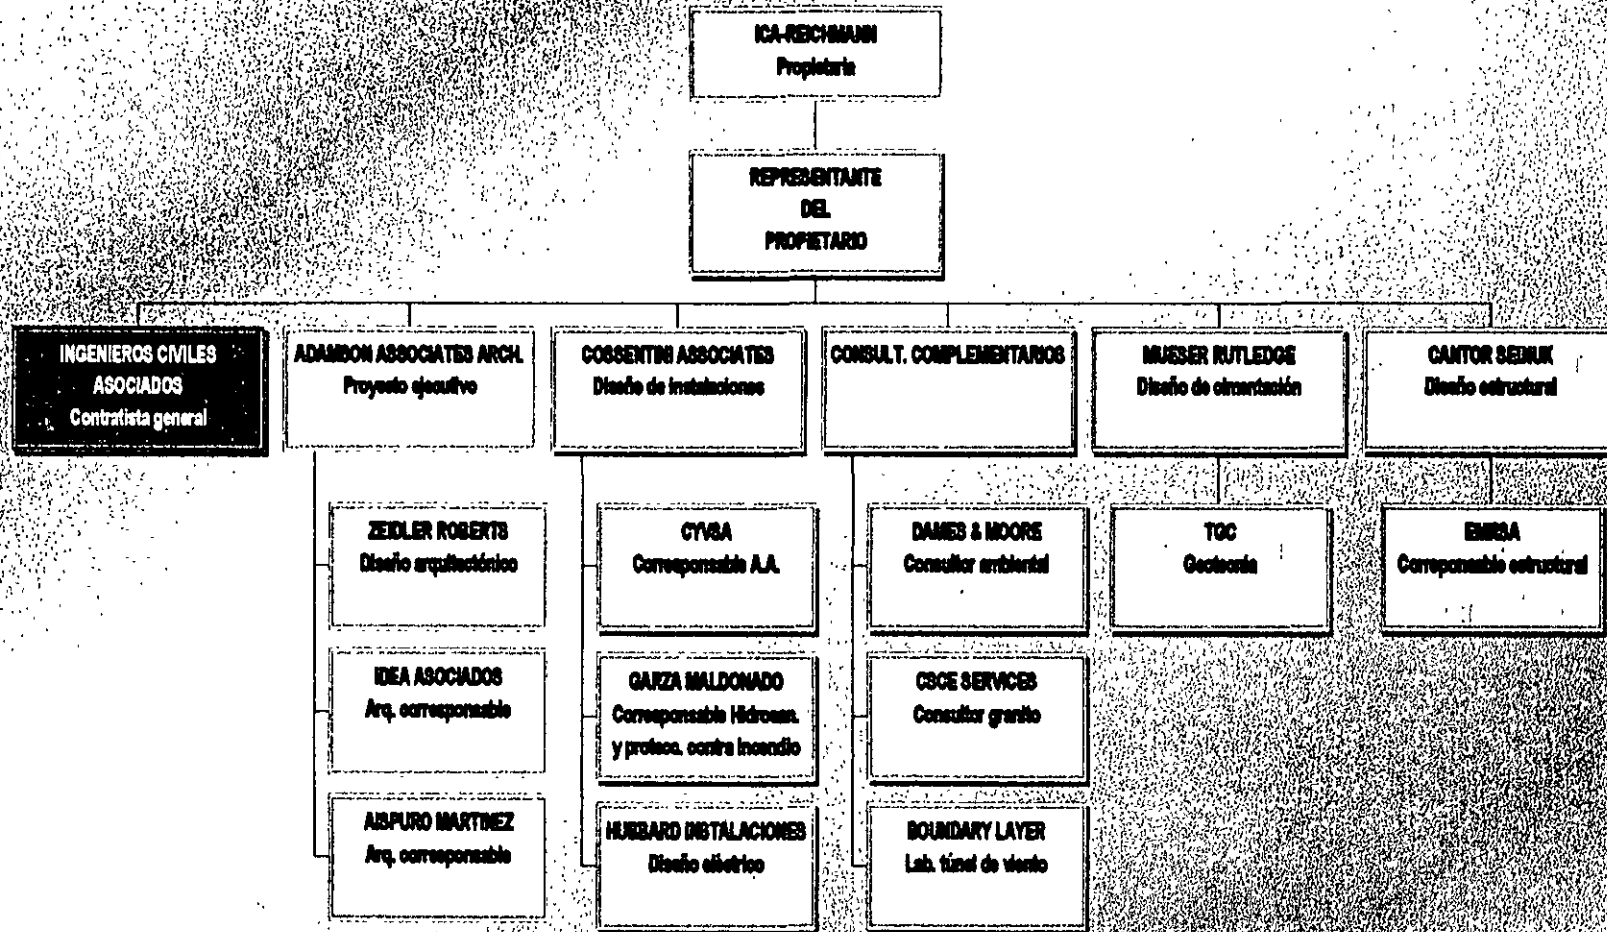 ICA-REICHMANN
Propietaria
REPRESENTANTE
DEL
PROPIETARIO
INGENIEROS CIVILES
ASOCIADOS
Contratista general
ADAMSON ASSOCIATES ARCH.
Proyecto ejecutivo
COSSENTINI ASSOCIATES
Diseño de instalaciones
CONSULT. COMPLEMENTARIOS
MUESER RUTLEDGE
Diseño de cimentación
CANTOR SEINUK
Diseño estructural
ZEIDLER ROBERTS
Diseño arquitectónico
CYVSA
Corresponsable A.A.
DAMES & MOORE
Consultor ambiental
TGC
Geotecnia
Correponsable estructural
IDEA ASOCIADOS
Arq. corresponsable
GARZA MALDONADO
Corresponsable Hidrosan.
y protecc. contra incendio
CSCE SERVICES
Consultor granito
AISPURO MARTINEZ
Arq. corresponsable
HUBBARD INSTALACIONES
Diseño eléctrico
BOUNDARY LAYER
Lab. túnel de viento